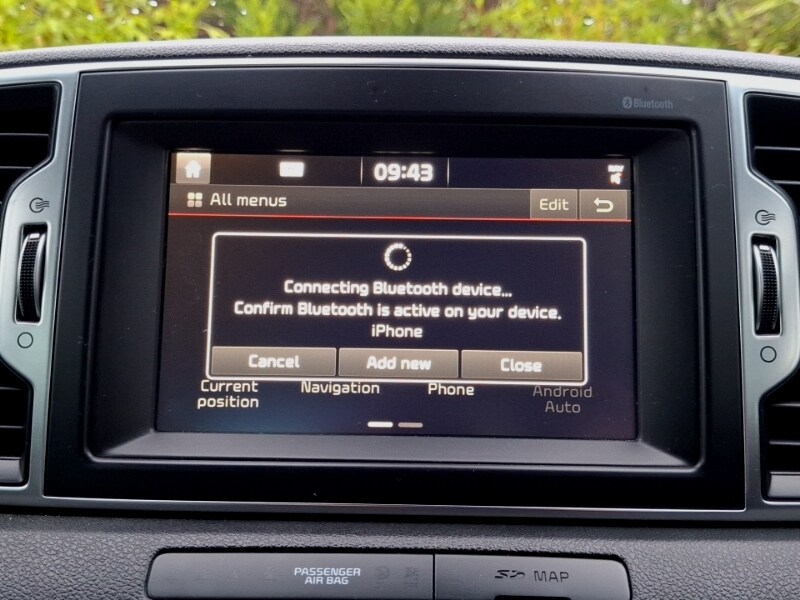 Bluetooth
09:43
All menus
Edit
Connecting Bluetooth device...
Confirm Bluetooth is active on your device.
iPhone
Cancel
Add new
Close
Current
position
Navigation
Phone
Android
Auto
PASSENGER
AIR BAG
SD MAP